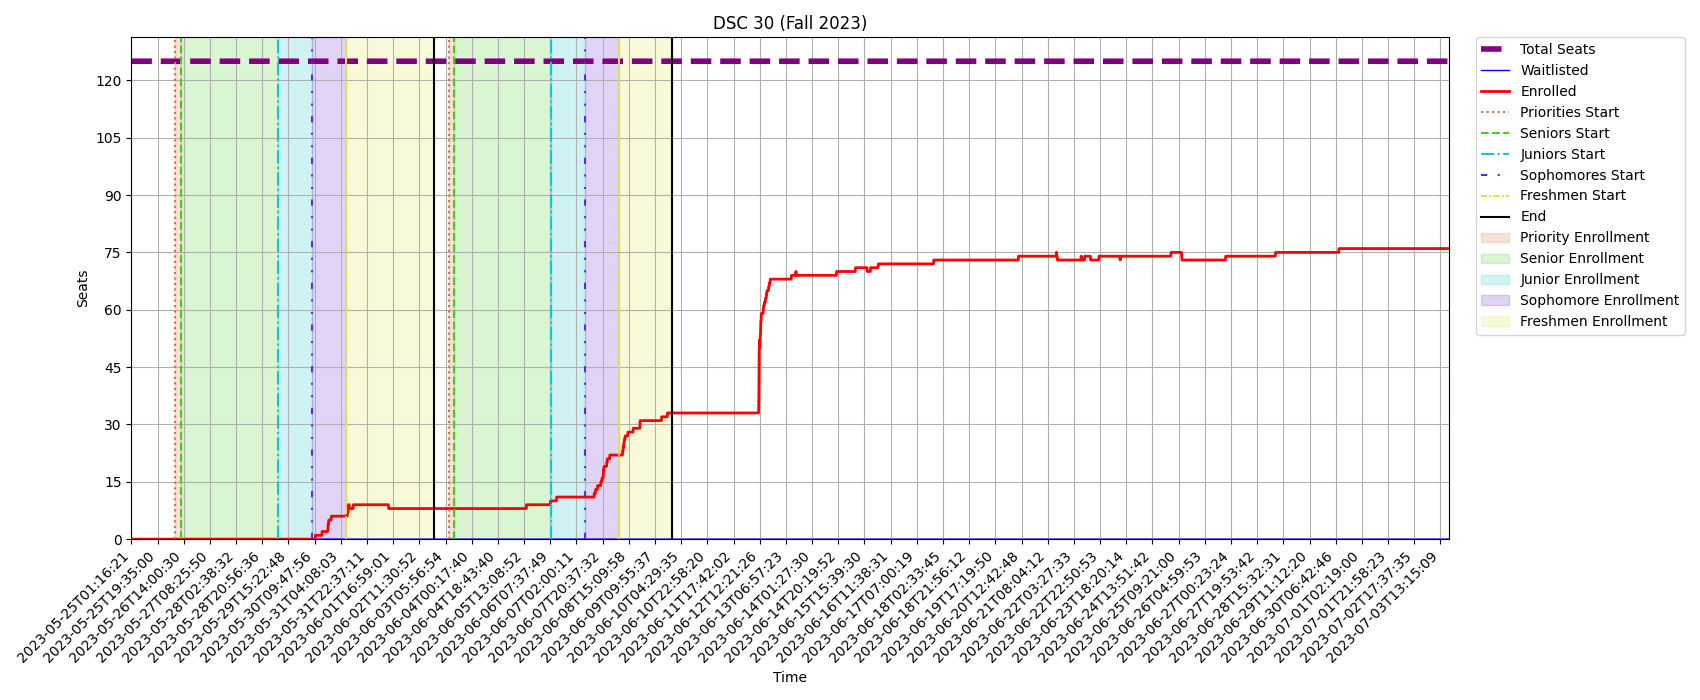 DSC 30 (Fall 2023)
Total Seats
Waitlisted
Enrolled
Priorities Start
Seniors Start
Juniors Start
Sophomores Start
Freshmen Start
End
Priority Enrollment
Senior Enrollment
Junior Enrollment
Sophomore Enrollment
Freshmen Enrollment
120
105
90
75
60
45
30
15
0
Seats
2023-05-25T01:16:21
2023-05-25T19:35:00
2023-05-26T14:00:30
2023-05-27T08:25:50
2023-05-28T02:38:32
2023-05-28T20:56:36
2023-05-29T15:22:48
2023-05-30T09:47:56
2023-05-31T04:08:03
2023-05-31T22:37:11
2023-06-01T16:59:01
2023-06-02T11:30:52
2023-06-03T05:56:54
2023-06-04T00:17:40
2023-06-04T18:43:40
2023-06-05T13:08:52
2023-06-06T07:37:49
2023-06-07T02:00:11
2023-06-07T20:37:32
2023-06-08T15:09:58
2023-06-09T09:55:37
2023-06-10T04:29:35
2023-06-10T22:58:20
2023-06-11T17:42:02
2023-06-12T12:21:26
2023-06-13T06:57:23
2023-06-14T01:27:30
2023-06-14T20:19:52
2023-06-15T15:39:30
2023-06-16T11:38:31
2023-06-17T07:00:19
2023-06-18T02:33:45
2023-06-18T21:56:12
2023-06-19T17:19:50
2023-06-20T12:42:48
2023-06-21T08:04:12
2023-06-22T03:27:33
2023-06-22T22:50:53
2023-06-23T18:20:14
2023-06-24T13:51:42
2023-06-25T09:21:00
2023-06-26T04:59:53
2023-06-27T00:23:24
2023-06-27T19:53:42
2023-06-28T15:32:31
2023-06-29T11:12:20
2023-06-30T06:42:46
2023-07-01T02:19:00
2023-07-01T21:58:23
2023-07-02T17:37:35
2023-07-03T13:15:09
Time